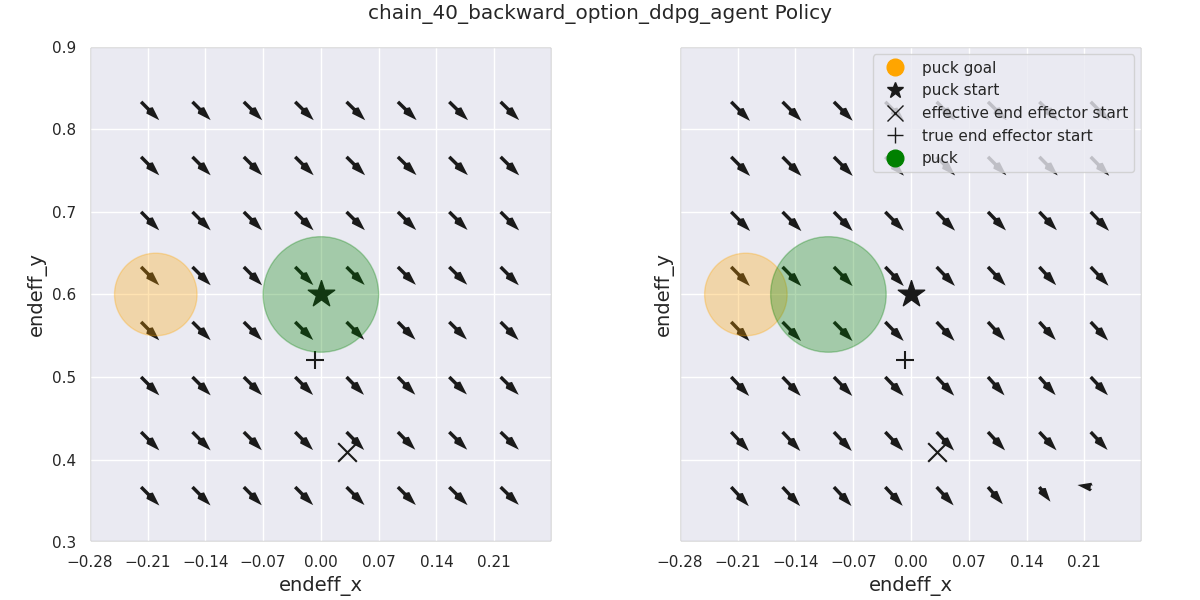 chain_40_backward_option_ddpg_agent Policy
endeff_y
0.9
0.8
0.7
0.6
0.5
0.4
0.3
−0.28 −0.21 −0.14 −0.07 0.00 0.07 0.14 0.21
endeff_x
endeff_y
puck goal
puck start
effective end effector start
true end effector start
puck
−0.28 −0.21 −0.14 −0.07 0.00 0.07 0.14 0.21
endeff_x